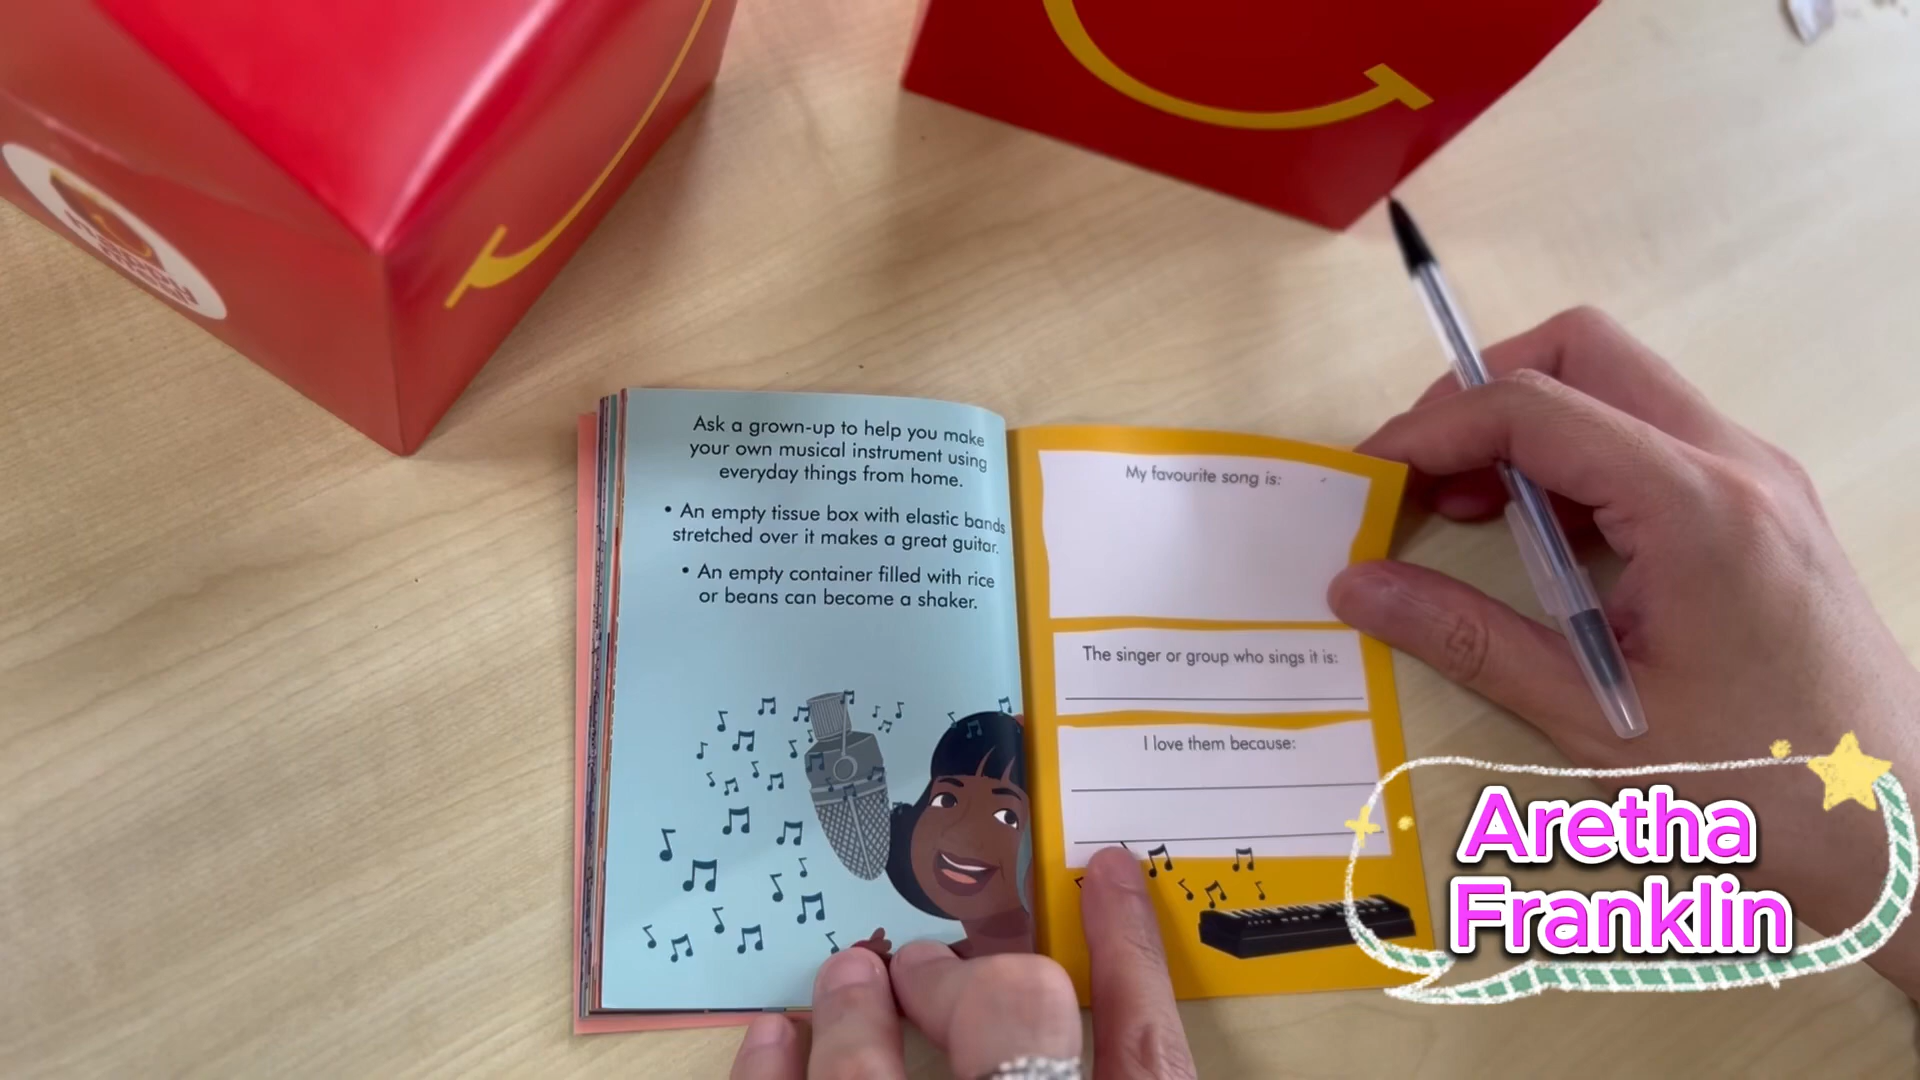 Ask a grown-up to help you make
your own musical instrument using
everyday things from home.
• An empty tissue box with elastic bands
stretched over it makes a great guitar.
• An empty container filled with rice
or beans can become a shaker.
My favourite song is:
The singer or group who sings it is:
I love them because:
Aretha
Franklin
Happy
Meal